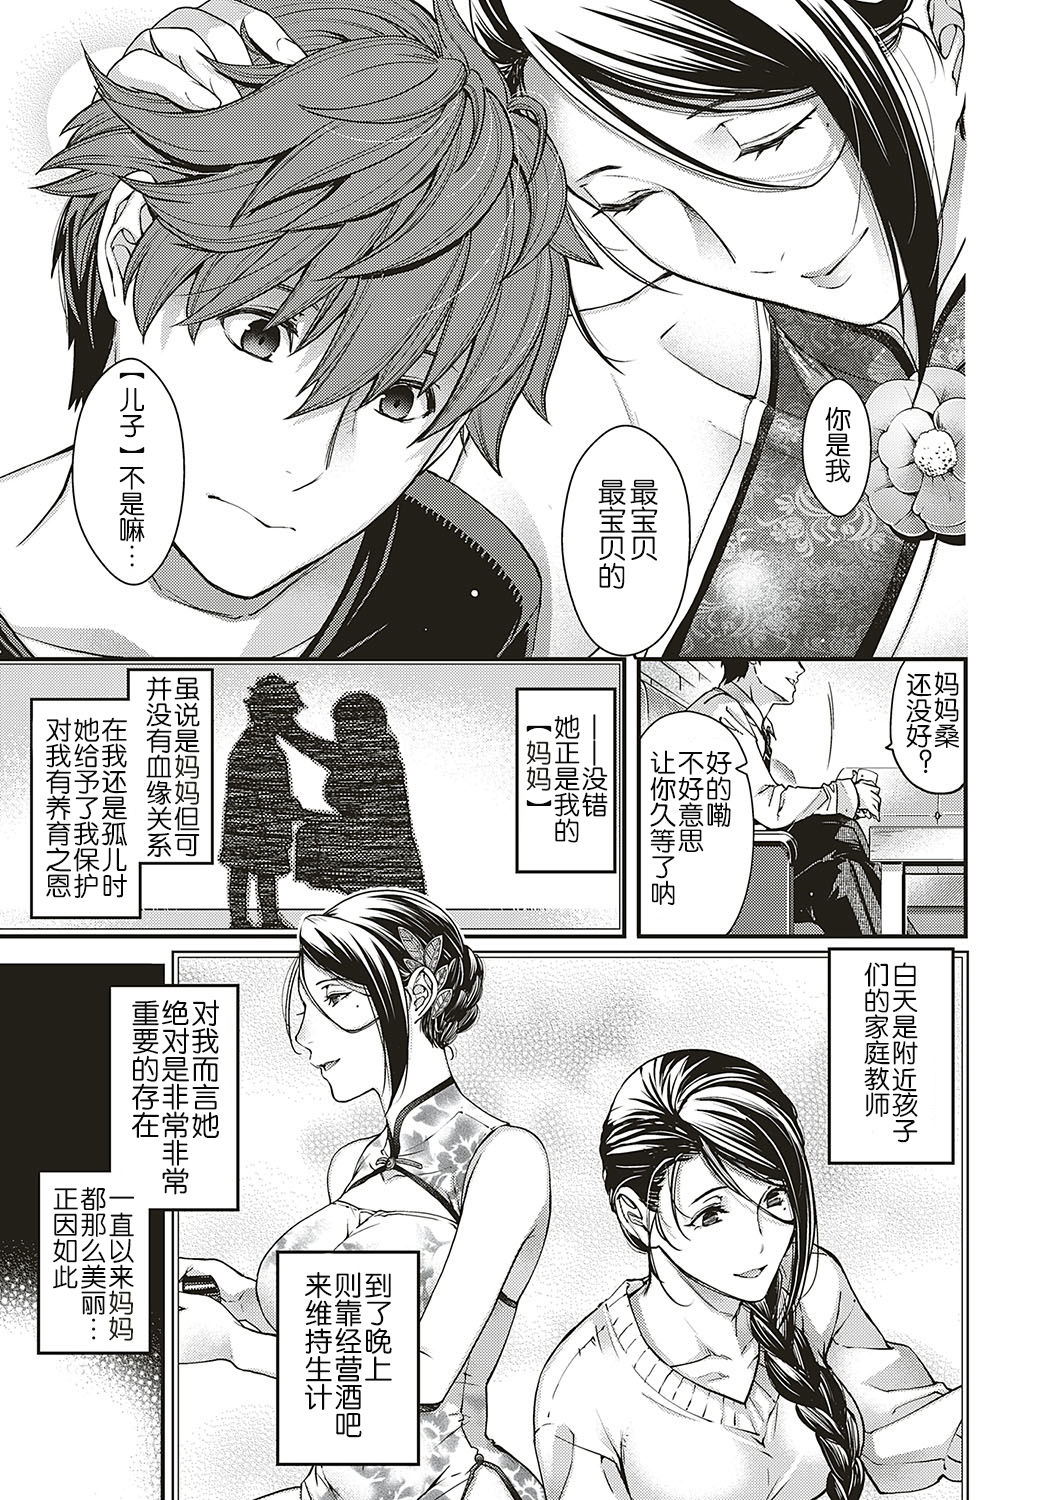 你是我
最宝贝
最宝贝的
【儿子】不是嘛…
妈妈桑
还没好？
好的嘞
不好意思
让你久等了呐
——没错
她正是我的
【妈妈】
虽说是妈妈但可
并没有血缘关系
在我还是孤儿时
她给予了我保护
对我有养育之恩
白天是附近孩子
们的家庭教师
到了晚上
则靠经营酒吧
来维持生计
对我而言她
绝对是非常非常
重要的存在
一直以来妈妈
都那么美丽…
正因如此